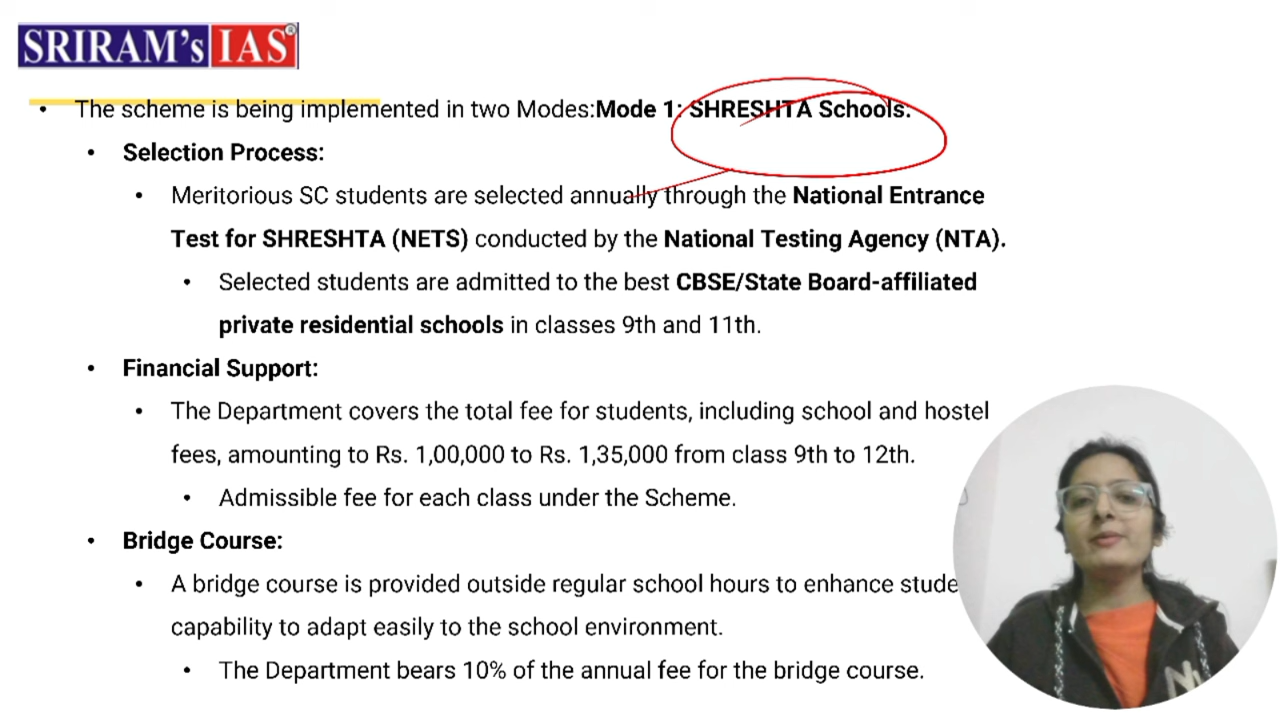 SRIRAM's IAS®
• The scheme is being implemented in two Modes:Mode 1: SHRESHTA Schools.
• Selection Process:
• Meritorious SC students are selected annually through the National Entrance
Test for SHRESHTA (NETS) conducted by the National Testing Agency (NTA).
• Selected students are admitted to the best CBSE/State Board-affiliated
private residential schools in classes 9th and 11th.
• Financial Support:
• The Department covers the total fee for students, including school and hostel
fees, amounting to Rs. 1,00,000 to Rs. 1,35,000 from class 9th to 12th.
• Admissible fee for each class under the Scheme.
• Bridge Course:
• A bridge course is provided outside regular school hours to enhance stude
capability to adapt easily to the school environment.
• The Department bears 10% of the annual fee for the bridge course.